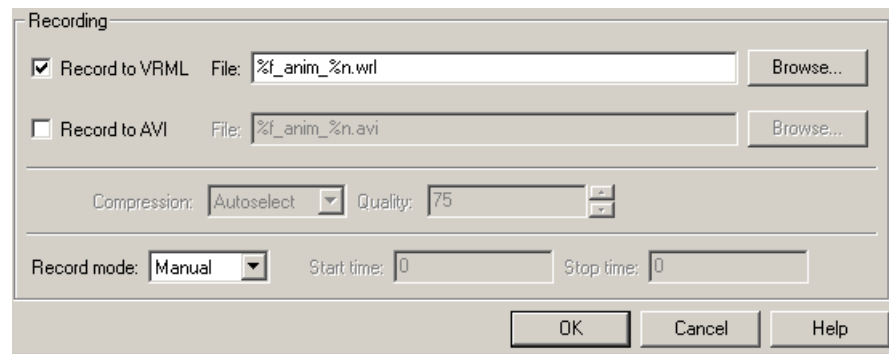 Recording
Record to VRML File: %f_anim_%n.wrl Browse...
Record to AVI File: %f_anim_%n.avi Browse...
Compression: Autoselect Quality: 75
Record mode: Manual Start time: 0 Stop time: 0
OK Cancel Help